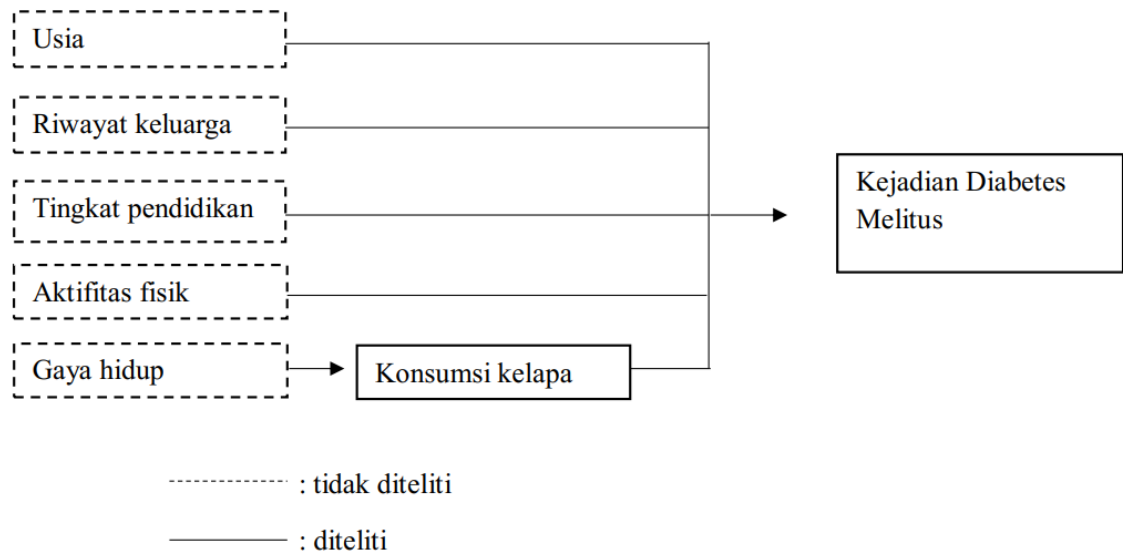 Usia
Riwayat keluarga
Tingkat pendidikan
Aktifitas fisik
Gaya hidup
Konsumsi kelapa
Kejadian Diabetes
Melitus
: tidak diteliti
: diteliti